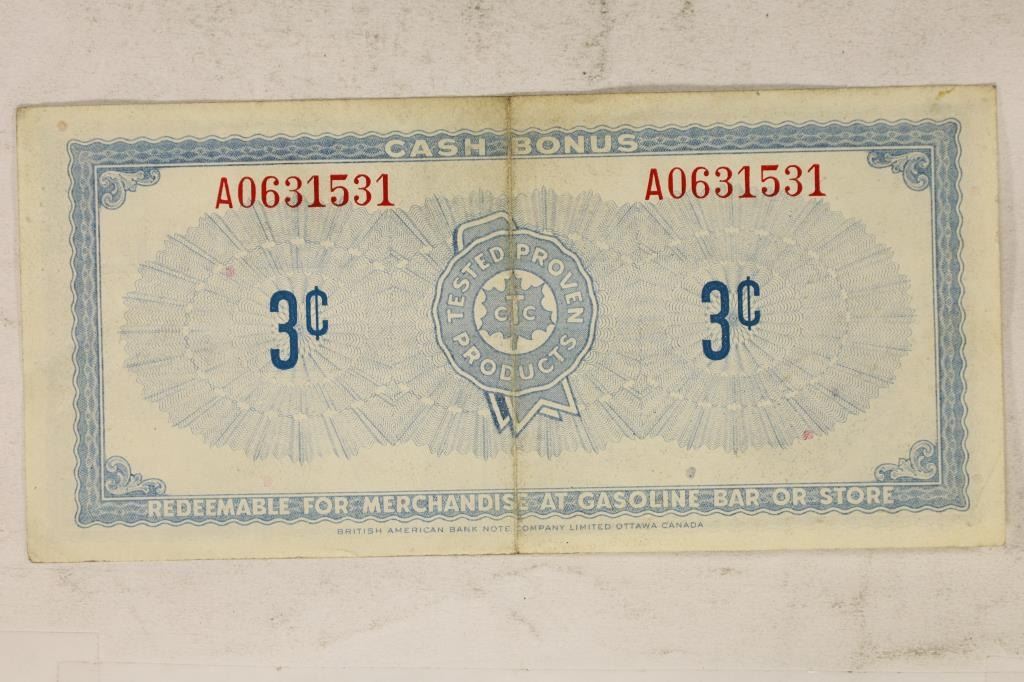 CASH BONUS
A0631531 A0631531
TESTED PROVEN PRODUCTS
CTC
3¢ 3¢
REDEEMABLE FOR MERCHANDISE AT GASOLINE BAR OR STORE
BRITISH AMERICAN BANK NOTE COMPANY LIMITED OTTAWA CANADA